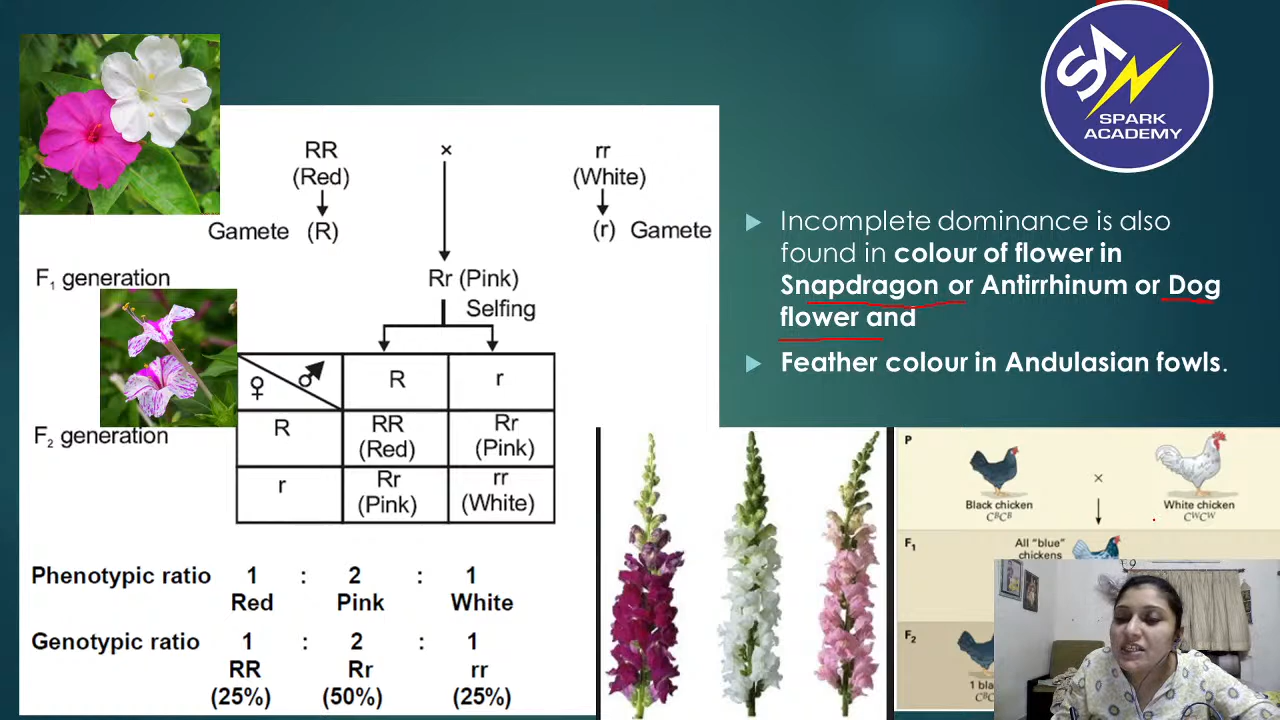 SPARK
ACADEMY
RR
×
rr
(Red)
(White)
Gamete (R)
(r) Gamete
F₁ generation
Rr (Pink)
Selfing
♀
♂
R
r
F₂ generation
R
RR
(Red)
Rr
(Pink)
r
Rr
(Pink)
rr
(White)
Phenotypic ratio 1 : 2 : 1
Red Pink White
Genotypic ratio 1 : 2 : 1
RR Rr rr
(25%) (50%) (25%)
Incomplete dominance is also
found in colour of flower in
Snapdragon or Antirrhinum or Dog
flower and
Feather colour in Andulasian fowls.
P
×
Black chicken
CᴮCᴮ
White chicken
CᵂCᵂ
F₁
All "blue"
chickens
F₂